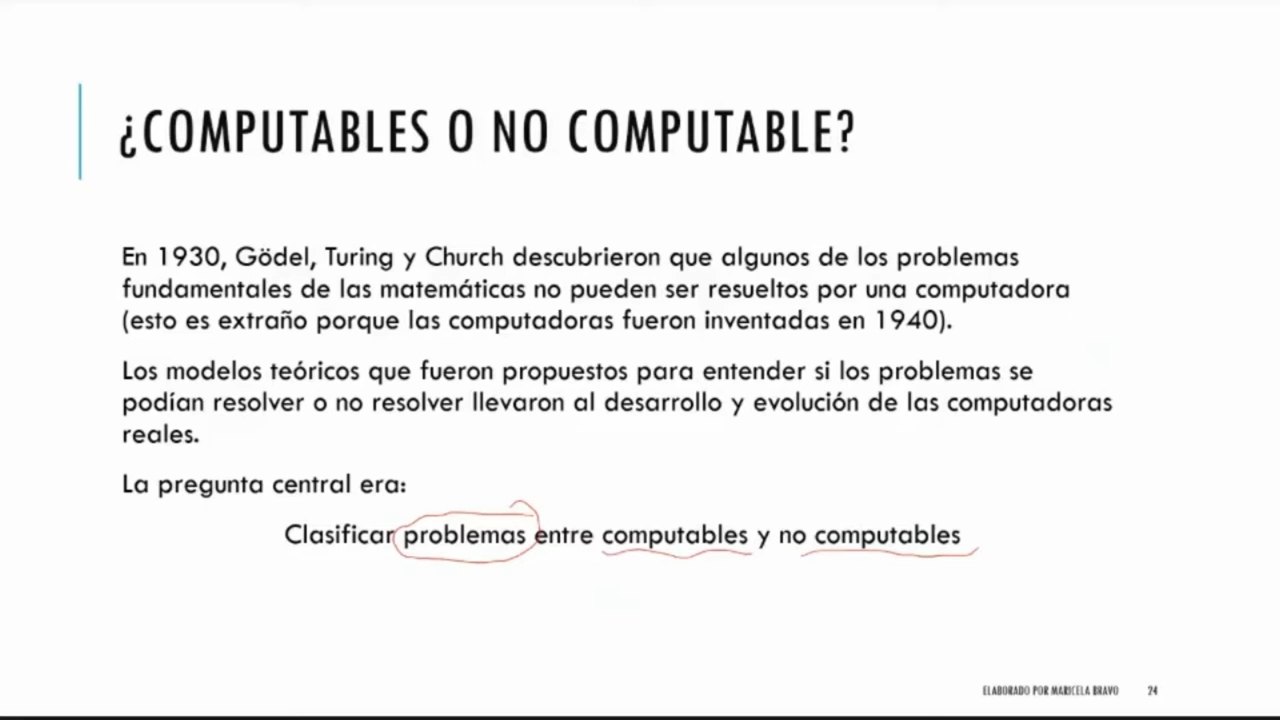 ¿COMPUTABLES O NO COMPUTABLE?
En 1930, Gödel, Turing y Church descubrieron que algunos de los problemas
fundamentales de las matemáticas no pueden ser resueltos por una computadora
(esto es extraño porque las computadoras fueron inventadas en 1940).
Los modelos teóricos que fueron propuestos para entender si los problemas se
podían resolver o no resolver llevaron al desarrollo y evolución de las computadoras
reales.
La pregunta central era:
Clasificar problemas entre computables y no computables
ELABORADO POR MARICELA BRAVO 24